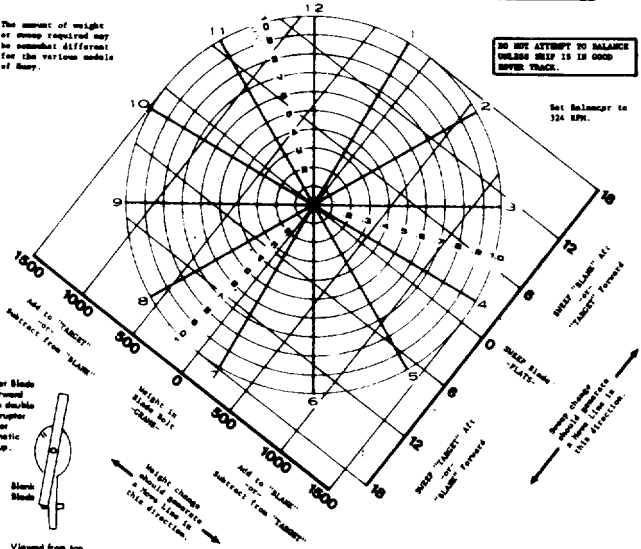 The amount of weight
or sweep required may
be somewhat different
for the various models
of Huey.
DO NOT ATTEMPT TO BALANCE
UNLESS SHIP IS IN GOOD
HOVER TRACK.
Set Balancer to
324 RPM.
12
1
2
3
4
5
6
7
8
9
10
11
1500
1000
500
0
500
1000
1500
Add to "TARGET"
-or-
Subtract from "BLANK"
Weight in
Blade Bolt
-GRAMS-
Add to "BLANK"
-or-
Subtract from "TARGET"
Weight change
should generate
a Move Line in
this direction.
18
12
6
0
6
12
18
SWEEP "BLANK" Aft
-or-
"TARGET" Forward
SWEEP Blade
-FLATS-
SWEEP "TARGET" Aft
-or-
"BLANK" Forward
Sweep change
should generate
a Move Line in
this direction.
Blade
double
Blank
Blade
Viewed from top